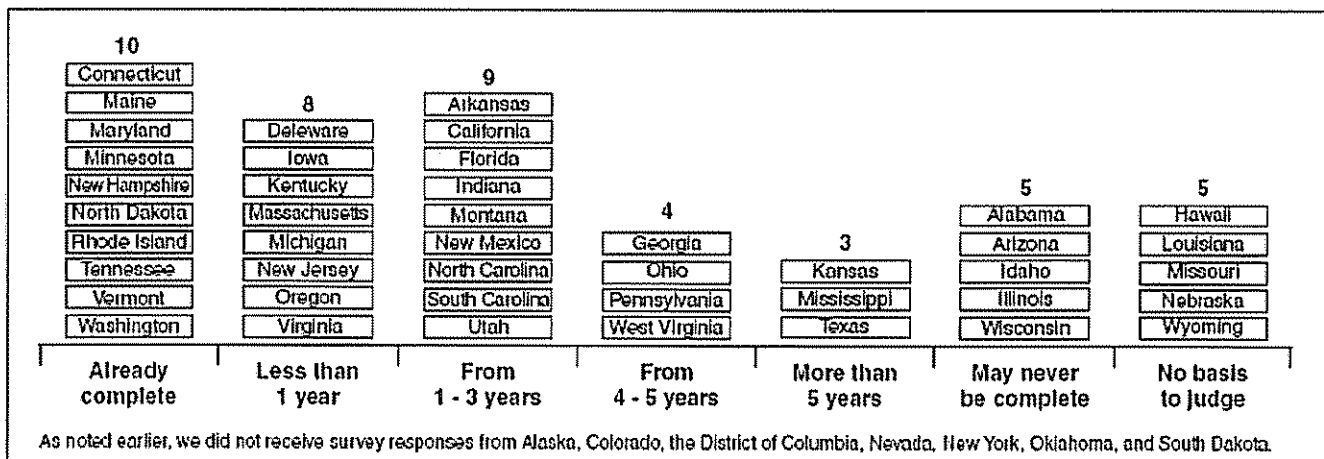 10
Connecticut
Maine
Maryland
Minnesota
New Hampshire
North Dakota
Rhode Island
Tennessee
Vermont
Washington
Already
complete
8
Deleware
Iowa
Kentucky
Massachusetts
Michigan
New Jersey
Oregon
Virginia
Less than
1 year
9
Arkansas
California
Florida
Indiana
Montana
New Mexico
North Carolina
South Carolina
Utah
From
1 - 3 years
4
Georgia
Ohio
Pennsylvania
West Virginia
From
4 - 5 years
3
Kansas
Mississippi
Texas
More than
5 years
5
Alabama
Arizona
Idaho
Illinois
Wisconsin
May never
be complete
5
Hawaii
Louisiana
Missouri
Nebraska
Wyoming
No basis
to judge
As noted earlier, we did not receive survey responses from Alaska, Colorado, the District of Columbia, Nevada, New York, Oklahoma, and South Dakota.